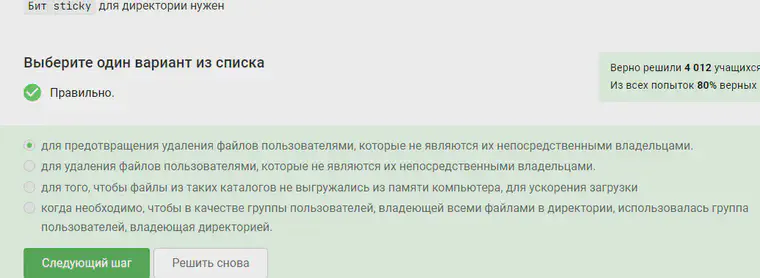 Бит sticky для директории нужен
Выберите один вариант из списка
Правильно.
Верно решили 4 012 учащихся
Из всех попыток 80% верных
для предотвращения удаления файлов пользователями, которые не являются их непосредственными владельцами.
для удаления файлов пользователями, которые не являются их непосредственными владельцами.
для того, чтобы файлы из таких каталогов не выгружались из памяти компьютера, для ускорения загрузки
когда необходимо, чтобы в качестве группы пользователей, владеющей всеми файлами в директории, использовалась группа
пользователей, владеющая директорией.
Следующий шаг
Решить снова